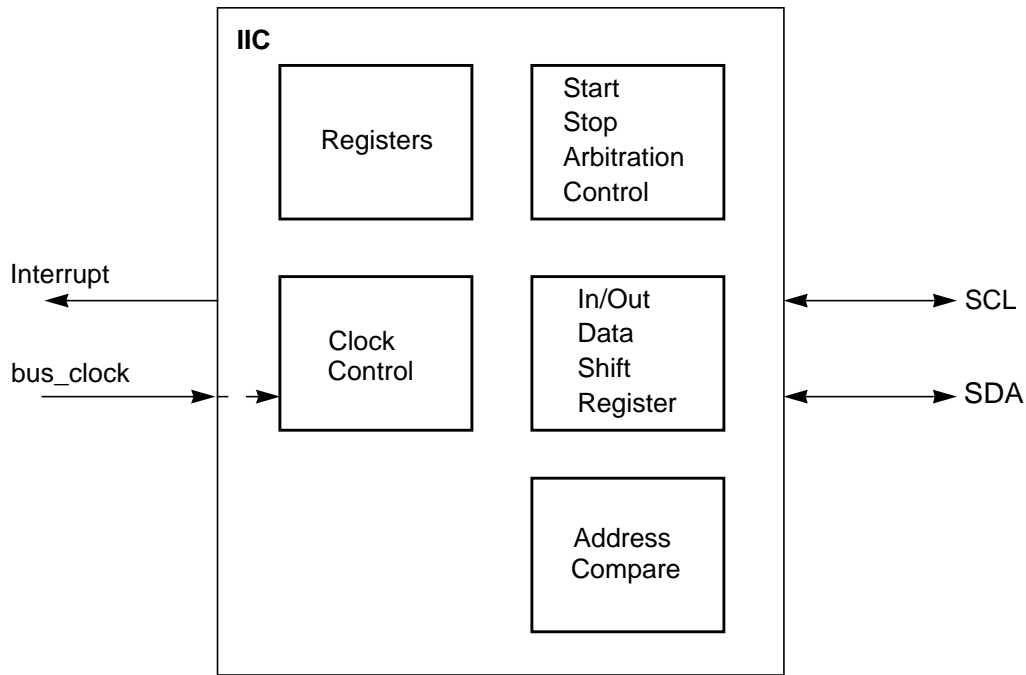 IIC
Registers
Start
Stop
Arbitration
Control
Interrupt
bus_clock
Clock
Control
In/Out
Data
Shift
Register
SCL
SDA
Address
Compare